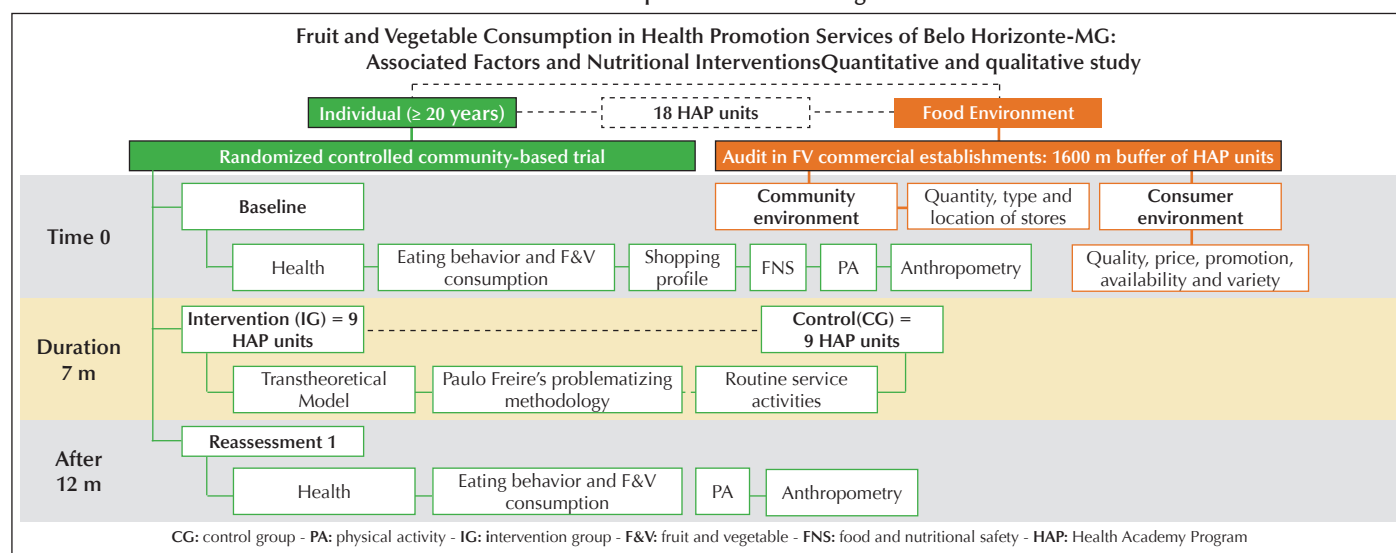 Fruit and Vegetable Consumption in Health Promotion Services of Belo Horizonte-MG:
Associated Factors and Nutritional InterventionsQuantitative and qualitative study
Individual (≥ 20 years)
18 HAP units
Food Environment
Randomized controlled community-based trial
Audit in FV commercial establishments: 1600 m buffer of HAP units
Time 0
Baseline
Community
environment
Quantity, type and
location of stores
Consumer
environment
Health
Eating behavior and F&V
consumption
Shopping
profile
FNS
PA
Anthropometry
Quality, price, promotion,
availability and variety
Duration
7 m
Intervention (IG) = 9
HAP units
Control(CG) =
9 HAP units
Transtheoretical
Model
Paulo Freire's problematizing
methodology
Routine service
activities
After
12 m
Reassessment 1
Health
Eating behavior and F&V
consumption
PA
Anthropometry
CG: control group - PA: physical activity - IG: intervention group - F&V: fruit and vegetable - FNS: food and nutritional safety - HAP: Health Academy Program